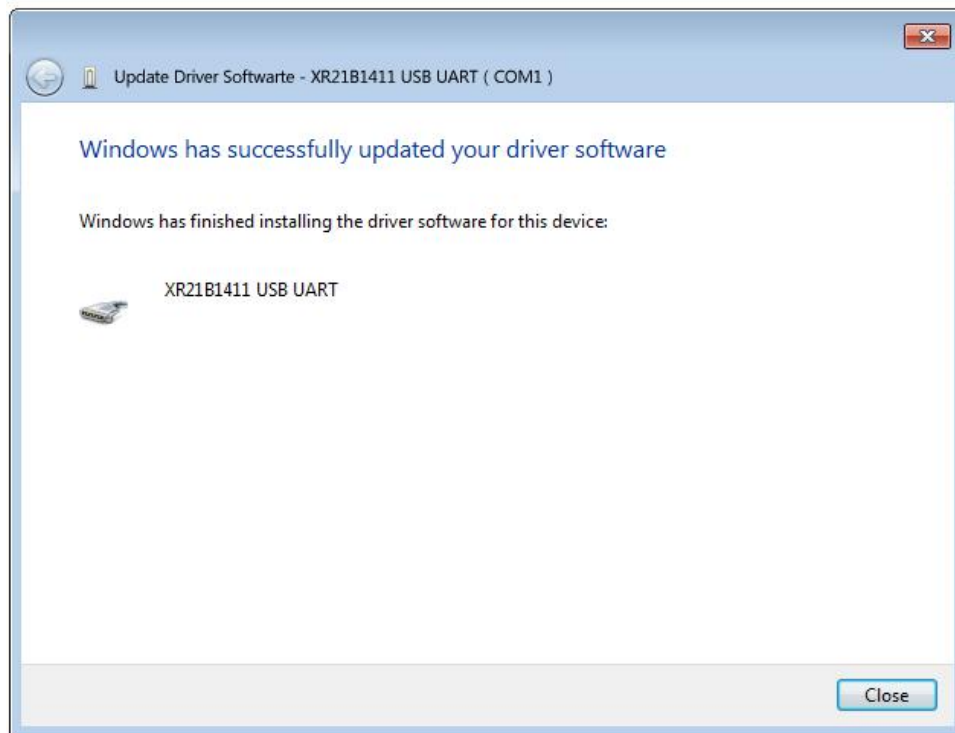 Update Driver Softwarte - XR21B1411 USB UART ( COM1 )
Windows has successfully updated your driver software
Windows has finished installing the driver software for this device:
XR21B1411 USB UART
Close